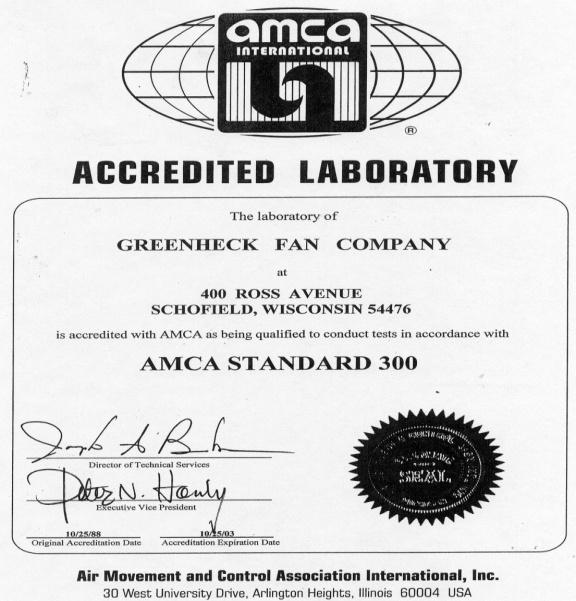 amca
INTERNATIONAL
®
ACCREDITED LABORATORY
The laboratory of
GREENHECK FAN COMPANY
at
400 ROSS AVENUE
SCHOFIELD, WISCONSIN 54476
is accredited with AMCA as being qualified to conduct tests in accordance with
AMCA STANDARD 300
Director of Technical Services
Peter N. Hanly
Executive Vice President
SEAL
10/25/88 10/25/03
Original Accreditation Date Accreditation Expiration Date
Air Movement and Control Association International, Inc.
30 West University Drive, Arlington Heights, Illinois 60004 USA